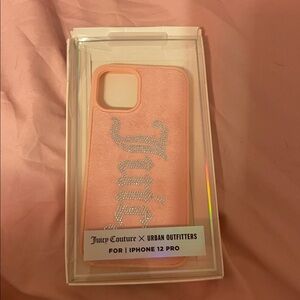 Juicy
Juicy Couture × URBAN OUTFITTERS
FOR | IPHONE 12 PRO